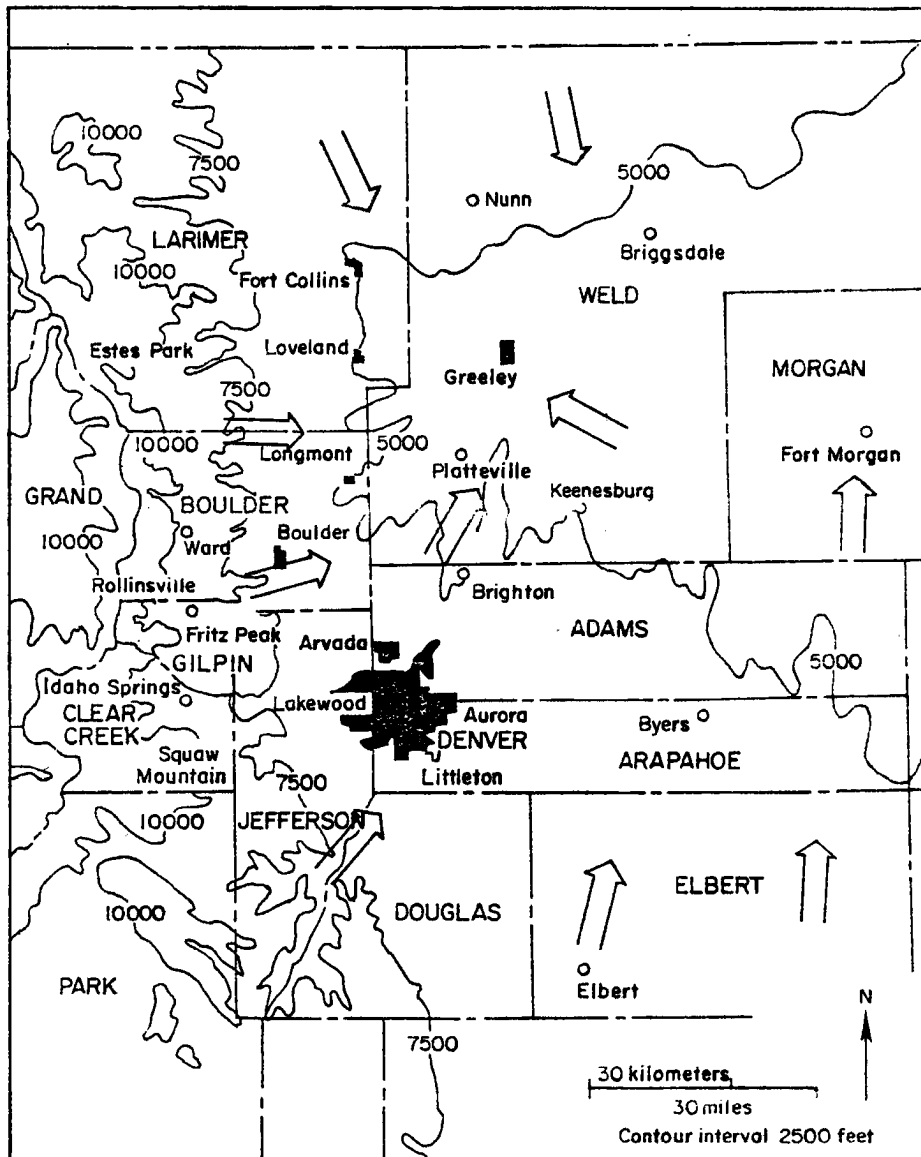 10000
7500
5000
Nunn
LARIMER
Briggsdale
10000
Fort Collins
WELD
Estes Park
Loveland
7500
Greeley
MORGAN
10000
5000
Longmont
Platteville
Fort Morgan
GRAND
BOULDER
Keenesburg
10000
Ward
Boulder
Rollinsville
Brighton
Fritz Peak
Arvada
ADAMS
GILPIN
5000
Idaho Springs
Lakewood
Aurora
Byers
CLEAR
CREEK
DENVER
ARAPAHOE
Squaw
Mountain
Littleton
7500
10000
JEFFERSON
ELBERT
10000
DOUGLAS
PARK
Elbert
N
7500
30 kilometers
30 miles
Contour interval 2500 feet